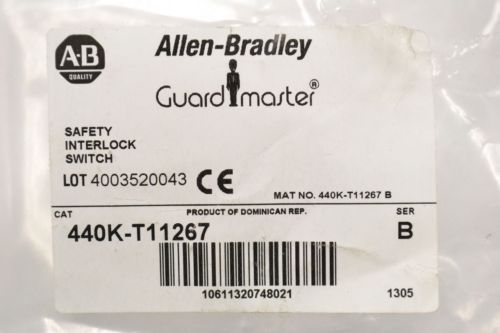 A-B
QUALITY
Allen-Bradley
Guardmaster®
SAFETY
INTERLOCK
SWITCH
LOT 4003520043 CE
MAT NO. 440K-T11267 B
CAT PRODUCT OF DOMINICAN REP. SER
440K-T11267 B
10611320748021 1305